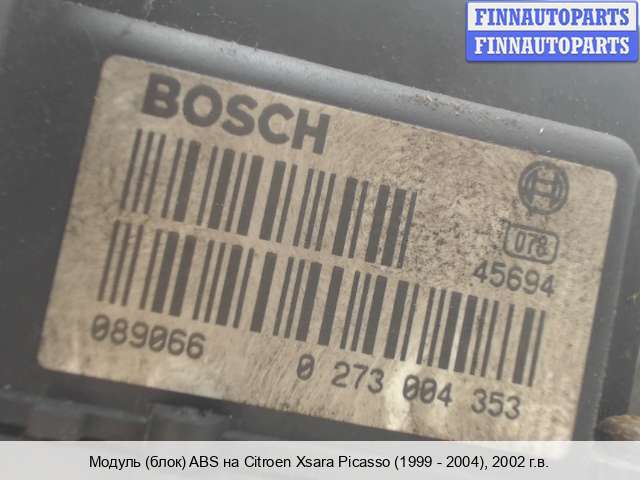 FINNAUTOPARTS
FINNAUTOPARTS
BOSCH
078
45694
089066
0 273 004 353
Модуль (блок) ABS на Citroen Xsara Picasso (1999 - 2004), 2002 г.в.